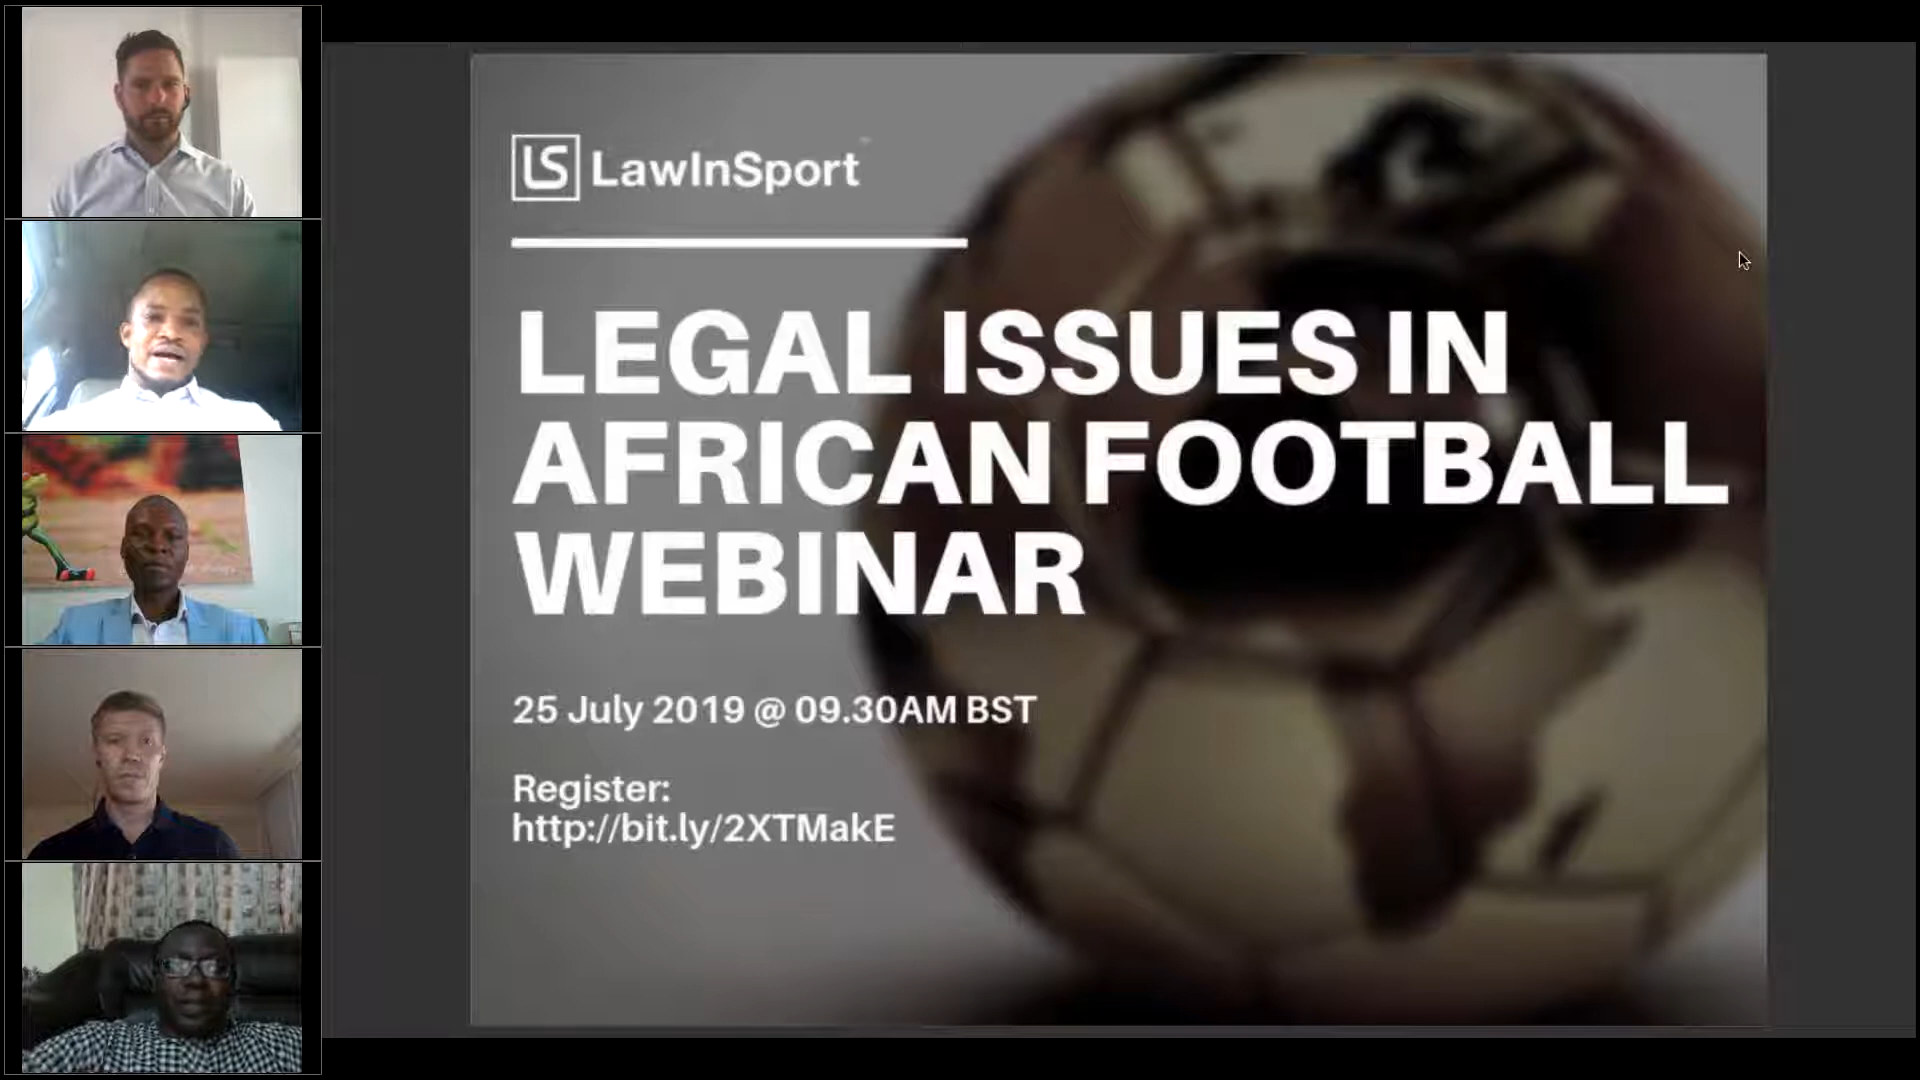 LS LawInSport
LEGAL ISSUES IN
AFRICAN FOOTBALL
WEBINAR
25 July 2019 @ 09.30AM BST
Register:
http://bit.ly/2XTMakE